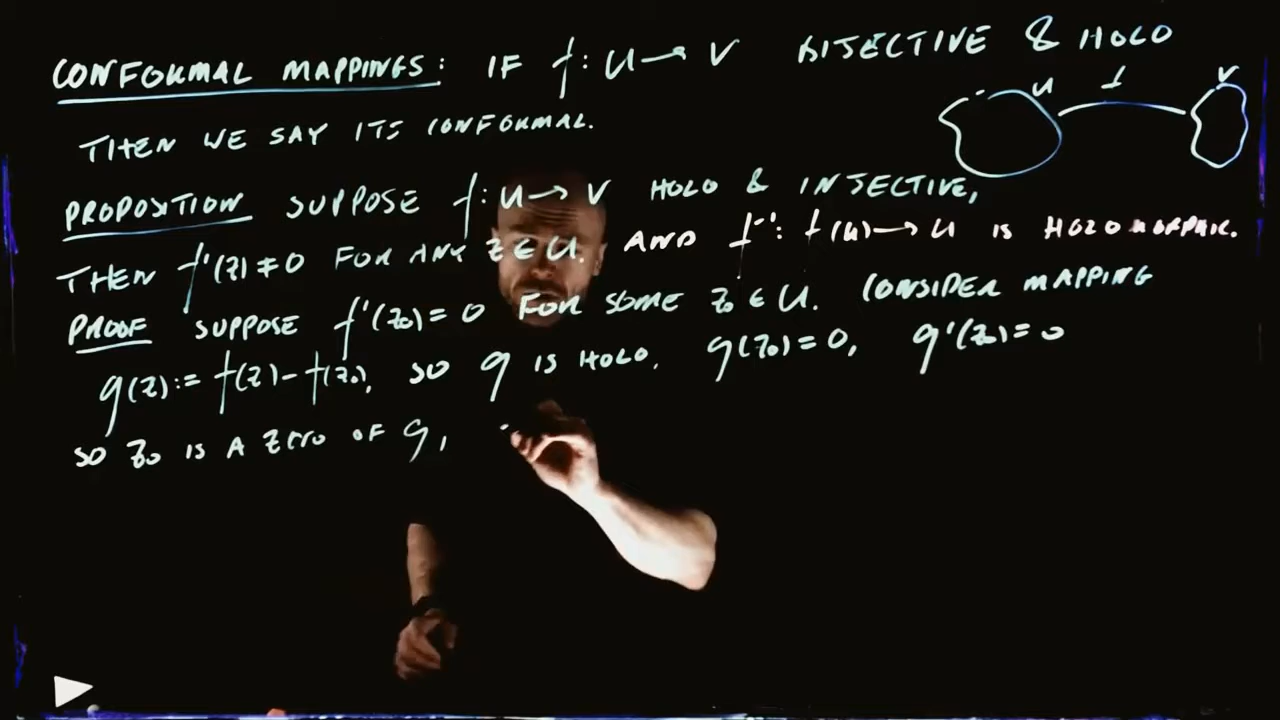 CONFORMAL MAPPINGS: IF f: U → V BIJECTIVE & HOLO
U f V
THEN WE SAY ITS CONFORMAL.
PROPOSITION SUPPOSE f: U → V HOLO & INJECTIVE,
THEN f'(z) ≠ 0 FOR ANY z ∈ U. AND f⁻¹: f(U) → U IS HOLOMORPHIC.
PROOF SUPPOSE f'(z₀) = 0 FOR SOME z₀ ∈ U. CONSIDER MAPPING
g(z) := f(z) - f(z₀), SO g IS HOLO, g(z₀) = 0, g'(z₀) = 0
SO z₀ IS A ZERO OF g,